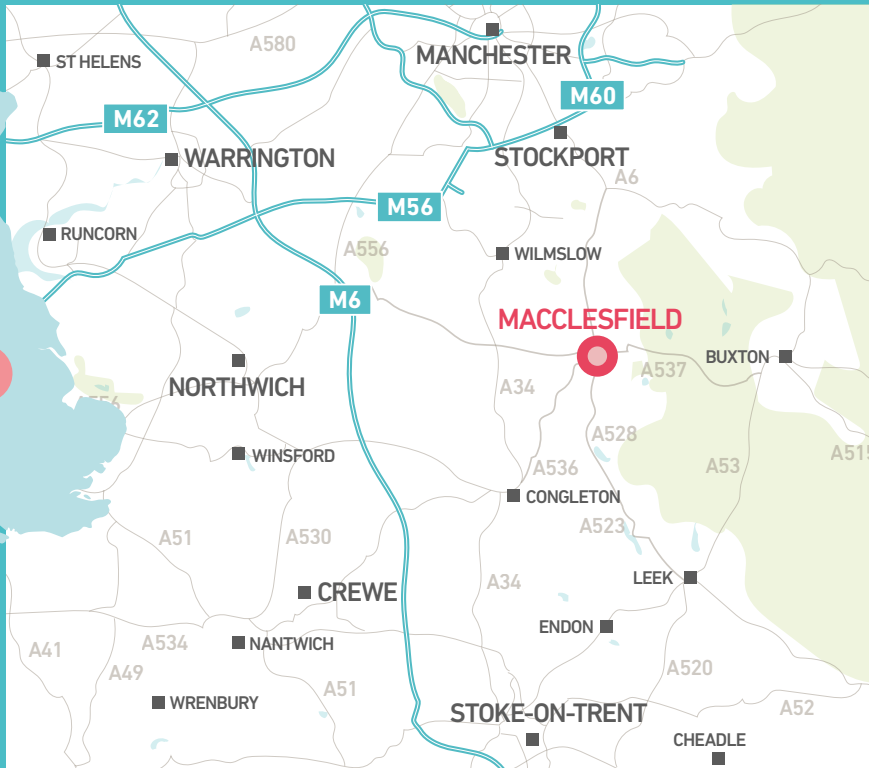 A580
MANCHESTER
ST HELENS
M60
M62
STOCKPORT
WARRINGTON
A6
M56
RUNCORN
A556
WILMSLOW
M6
MACCLESFIELD
BUXTON
A537
NORTHWICH
A34
A528
WINSFORD
A536
A53
A515
CONGLETON
A51
A530
A523
CREWE
A34
LEEK
ENDON
A41
A534
NANTWICH
A49
A520
A51
WRENBURY
STOKE-ON-TRENT
A52
CHEADLE